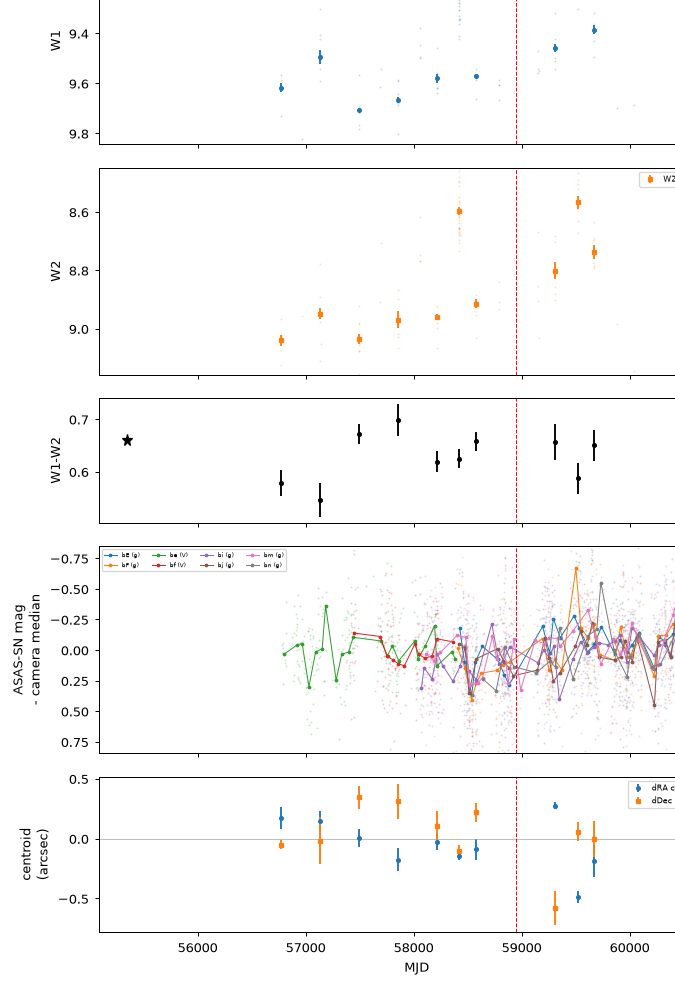 9.4
9.6
9.8
W1
8.6
8.8
9.0
W2
W2
0.7
0.6
W1-W2
−0.75
−0.50
−0.25
0.00
0.25
0.50
0.75
ASAS-SN mag
- camera median
bE (g) be (V) bi (g) bm (g)
bF (g) bf (V) bj (g) bn (g)
0.5
0.0
−0.5
centroid
(arcsec)
dRA c
dDec
56000 57000 58000 59000 60000
MJD